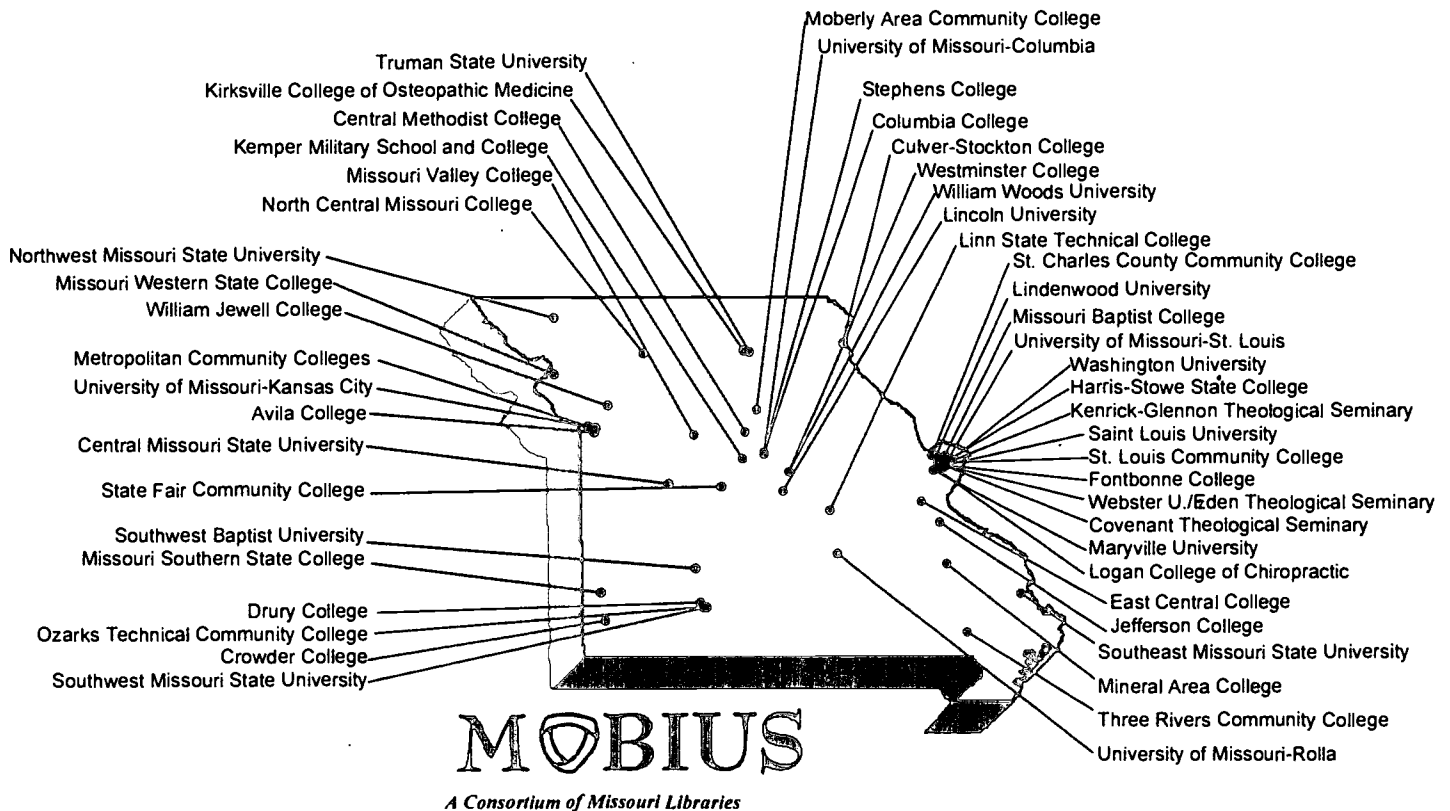 Moberly Area Community College
University of Missouri-Columbia
Truman State University
Kirksville College of Osteopathic Medicine
Central Methodist College
Kemper Military School and College
Missouri Valley College
North Central Missouri College
Northwest Missouri State University
Missouri Western State College
William Jewell College
Metropolitan Community Colleges
University of Missouri-Kansas City
Avila College
Central Missouri State University
State Fair Community College
Southwest Baptist University
Missouri Southern State College
Drury College
Ozarks Technical Community College
Crowder College
Southwest Missouri State University
Stephens College
Columbia College
Culver-Stockton College
Westminster College
William Woods University
Lincoln University
Linn State Technical College
St. Charles County Community College
Lindenwood University
Missouri Baptist College
University of Missouri-St. Louis
Washington University
Harris-Stowe State College
Kenrick-Glennon Theological Seminary
Saint Louis University
St. Louis Community College
Fontbonne College
Webster U./Eden Theological Seminary
Covenant Theological Seminary
Maryville University
Logan College of Chiropractic
East Central College
Jefferson College
Southeast Missouri State University
Mineral Area College
Three Rivers Community College
University of Missouri-Rolla
MOBIUS
A Consortium of Missouri Libraries